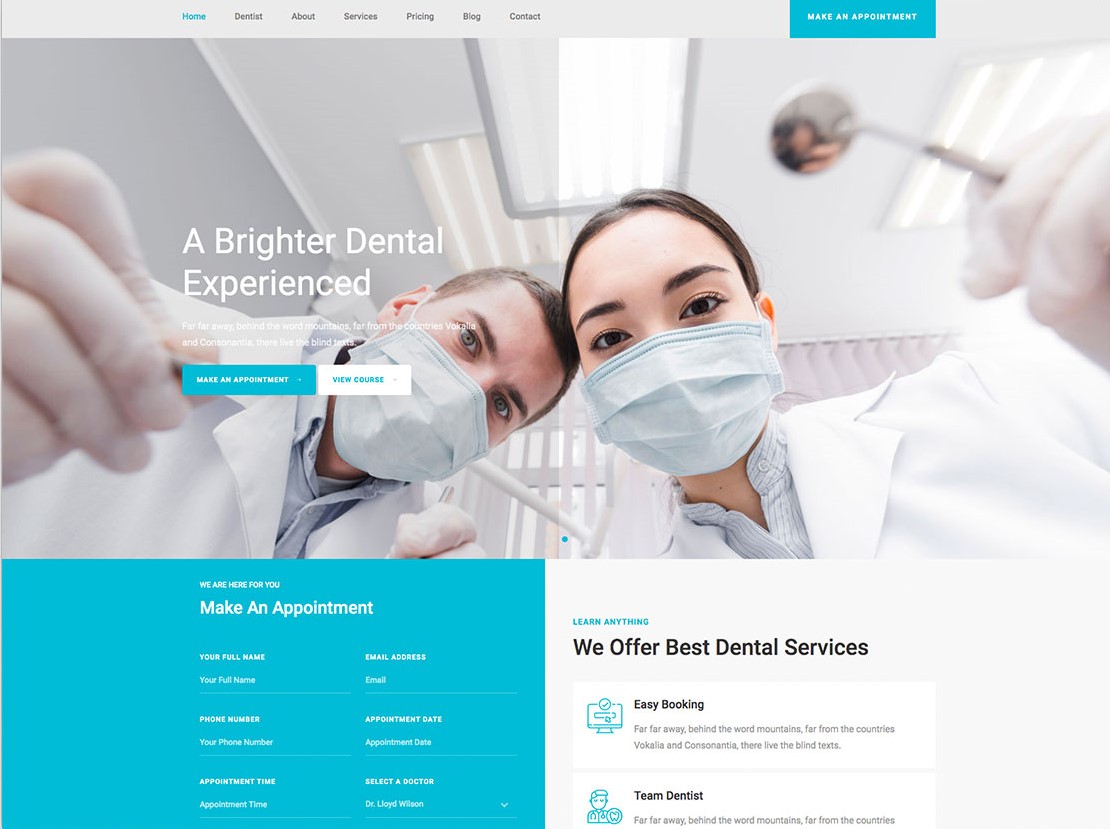 Home Dentist About Services Pricing Blog Contact MAKE AN APPOINTMENT
A Brighter Dental
Experienced
Far far away, behind the word mountains, far from the countries Vokalia
and Consonantia, there live the blind texts.
MAKE AN APPOINTMENT → VIEW COURSE →
WE ARE HERE FOR YOU
Make An Appointment
YOUR FULL NAME EMAIL ADDRESS
Your Full Name Email
PHONE NUMBER APPOINTMENT DATE
Your Phone Number Appointment Date
APPOINTMENT TIME SELECT A DOCTOR
Appointment Time Dr. Lloyd Wilson
LEARN ANYTHING
We Offer Best Dental Services
Easy Booking
Far far away, behind the word mountains, far from the countries
Vokalia and Consonantia, there live the blind texts.
Team Dentist
Far far away, behind the word mountains, far from the countries